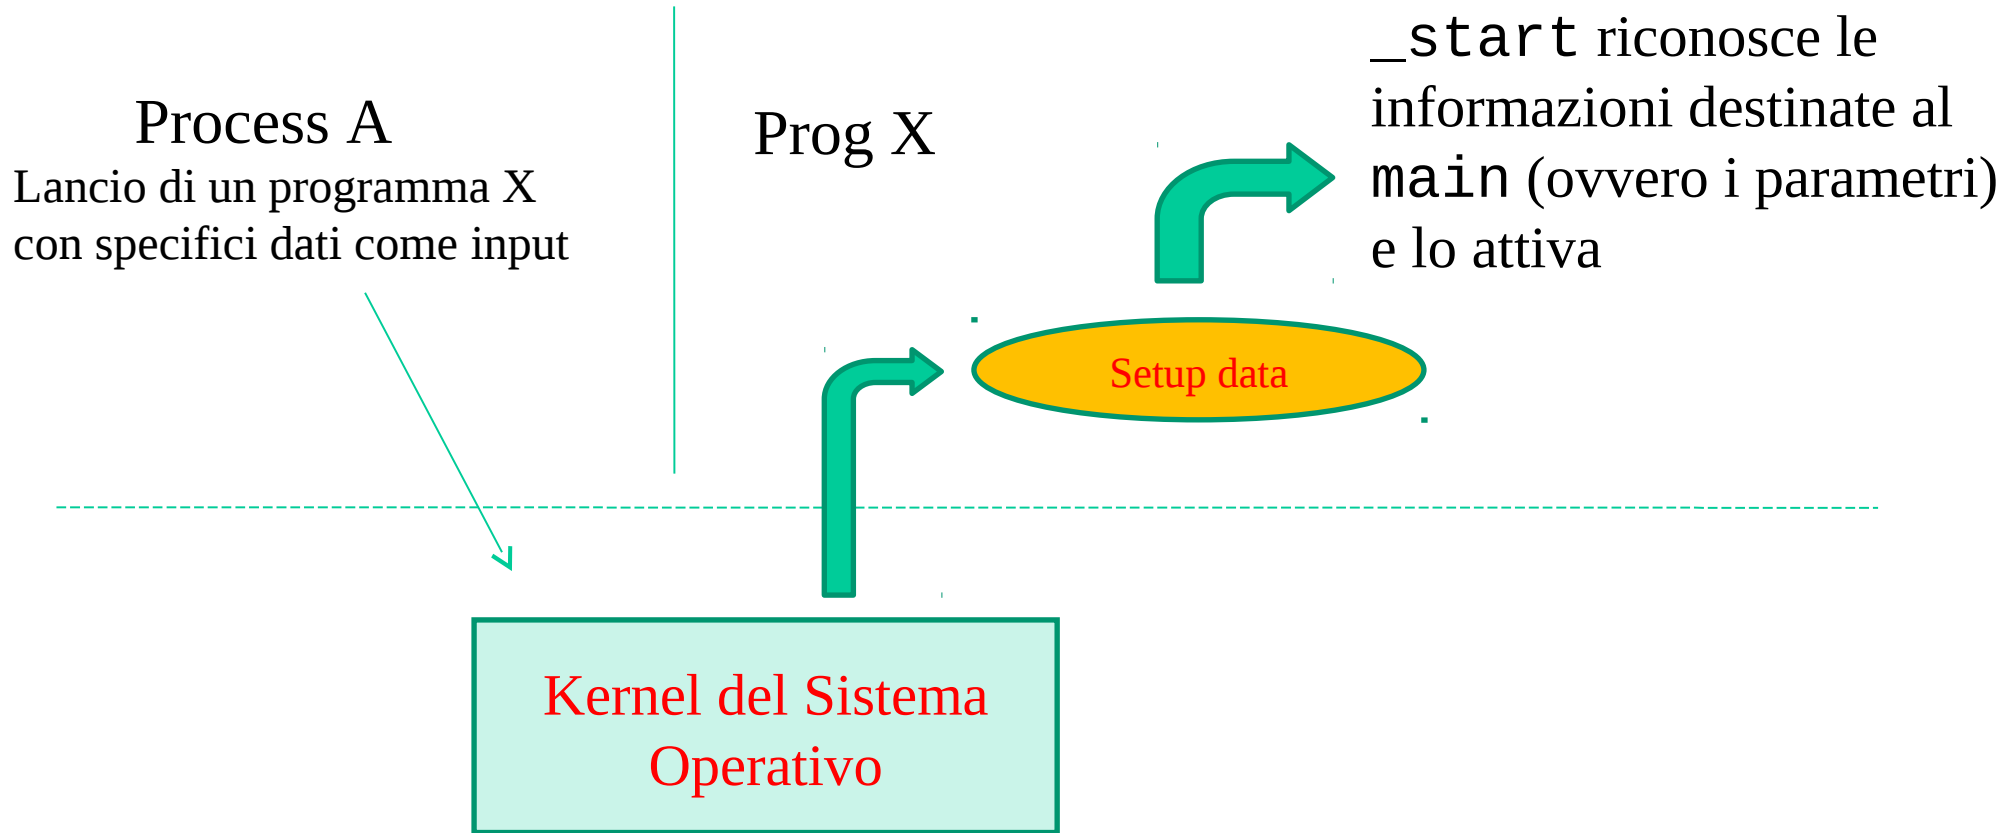 Process A
Lancio di un programma X
con specifici dati come input
Prog X
_start riconosce le
informazioni destinate al
main (ovvero i parametri)
e lo attiva
Setup data
Kernel del Sistema
Operativo